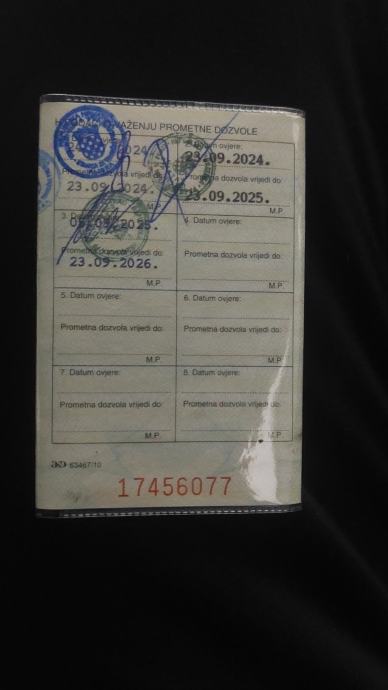 PODACI O VAŽENJU PROMETNE DOZVOLE
2024.
Prometna dozvola vrijedi do:
23.09.2024.
ovjere:
23.09.2024.
Prometna dozvola vrijedi do:
23.09.2025.
M.P.
3. Datum ovjere:
2025.
Prometna dozvola vrijedi do:
23.09.2026.
M.P.
4. Datum ovjere:
Prometna dozvola vrijedi do:
M.P.
5. Datum ovjere:
Prometna dozvola vrijedi do:
M.P.
6. Datum ovjere:
Prometna dozvola vrijedi do:
M.P.
7. Datum ovjere:
Prometna dozvola vrijedi do:
M.P.
8. Datum ovjere:
Prometna dozvola vrijedi do:
M.P.
63467/10
17456077